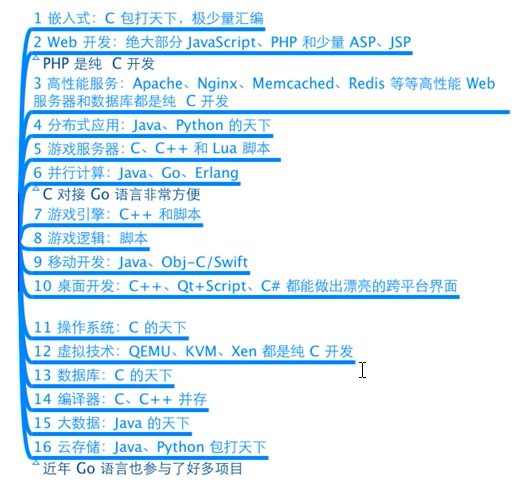 1 嵌入式：C 包打天下，极少量汇编
2 Web 开发：绝大部分 JavaScript、PHP 和少量 ASP、JSP
PHP 是纯 C 开发
3 高性能服务：Apache、Nginx、Memcached、Redis 等等高性能 Web
服务器和数据库都是纯 C 开发
4 分布式应用：Java、Python 的天下
5 游戏服务器：C、C++ 和 Lua 脚本
6 并行计算：Java、Go、Erlang
C 对接 Go 语言非常方便
7 游戏引擎：C++ 和脚本
8 游戏逻辑：脚本
9 移动开发：Java、Obj-C/Swift
10 桌面开发：C++、Qt+Script、C# 都能做出漂亮的跨平台界面
11 操作系统：C 的天下
12 虚拟技术：QEMU、KVM、Xen 都是纯 C 开发
13 数据库：C 的天下
14 编译器：C、C++ 并存
15 大数据：Java 的天下
16 云存储：Java、Python 包打天下
近年 Go 语言也参与了好多项目